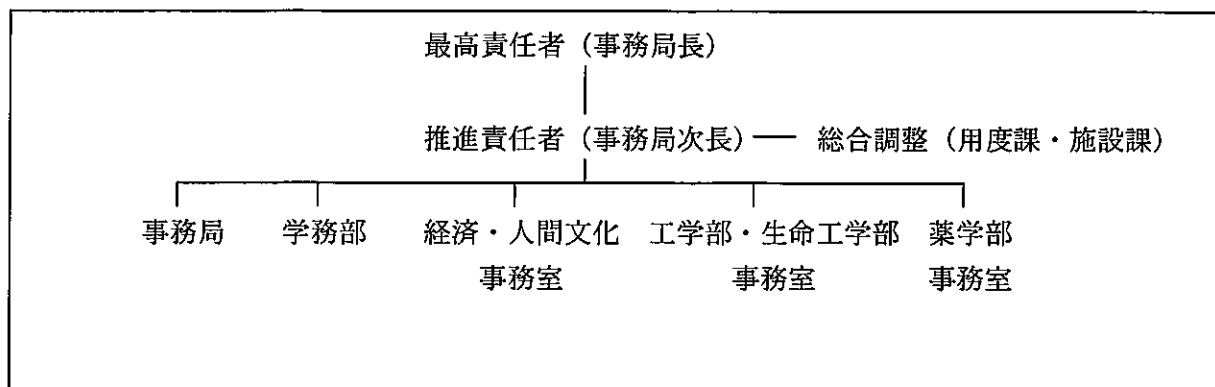 最高責任者（事務局長）
推進責任者（事務局次長） 総合調整（用度課・施設課）
事務局 学務部 経済・人間文化 工学部・生命工学部 薬学部
事務室 事務室 事務室